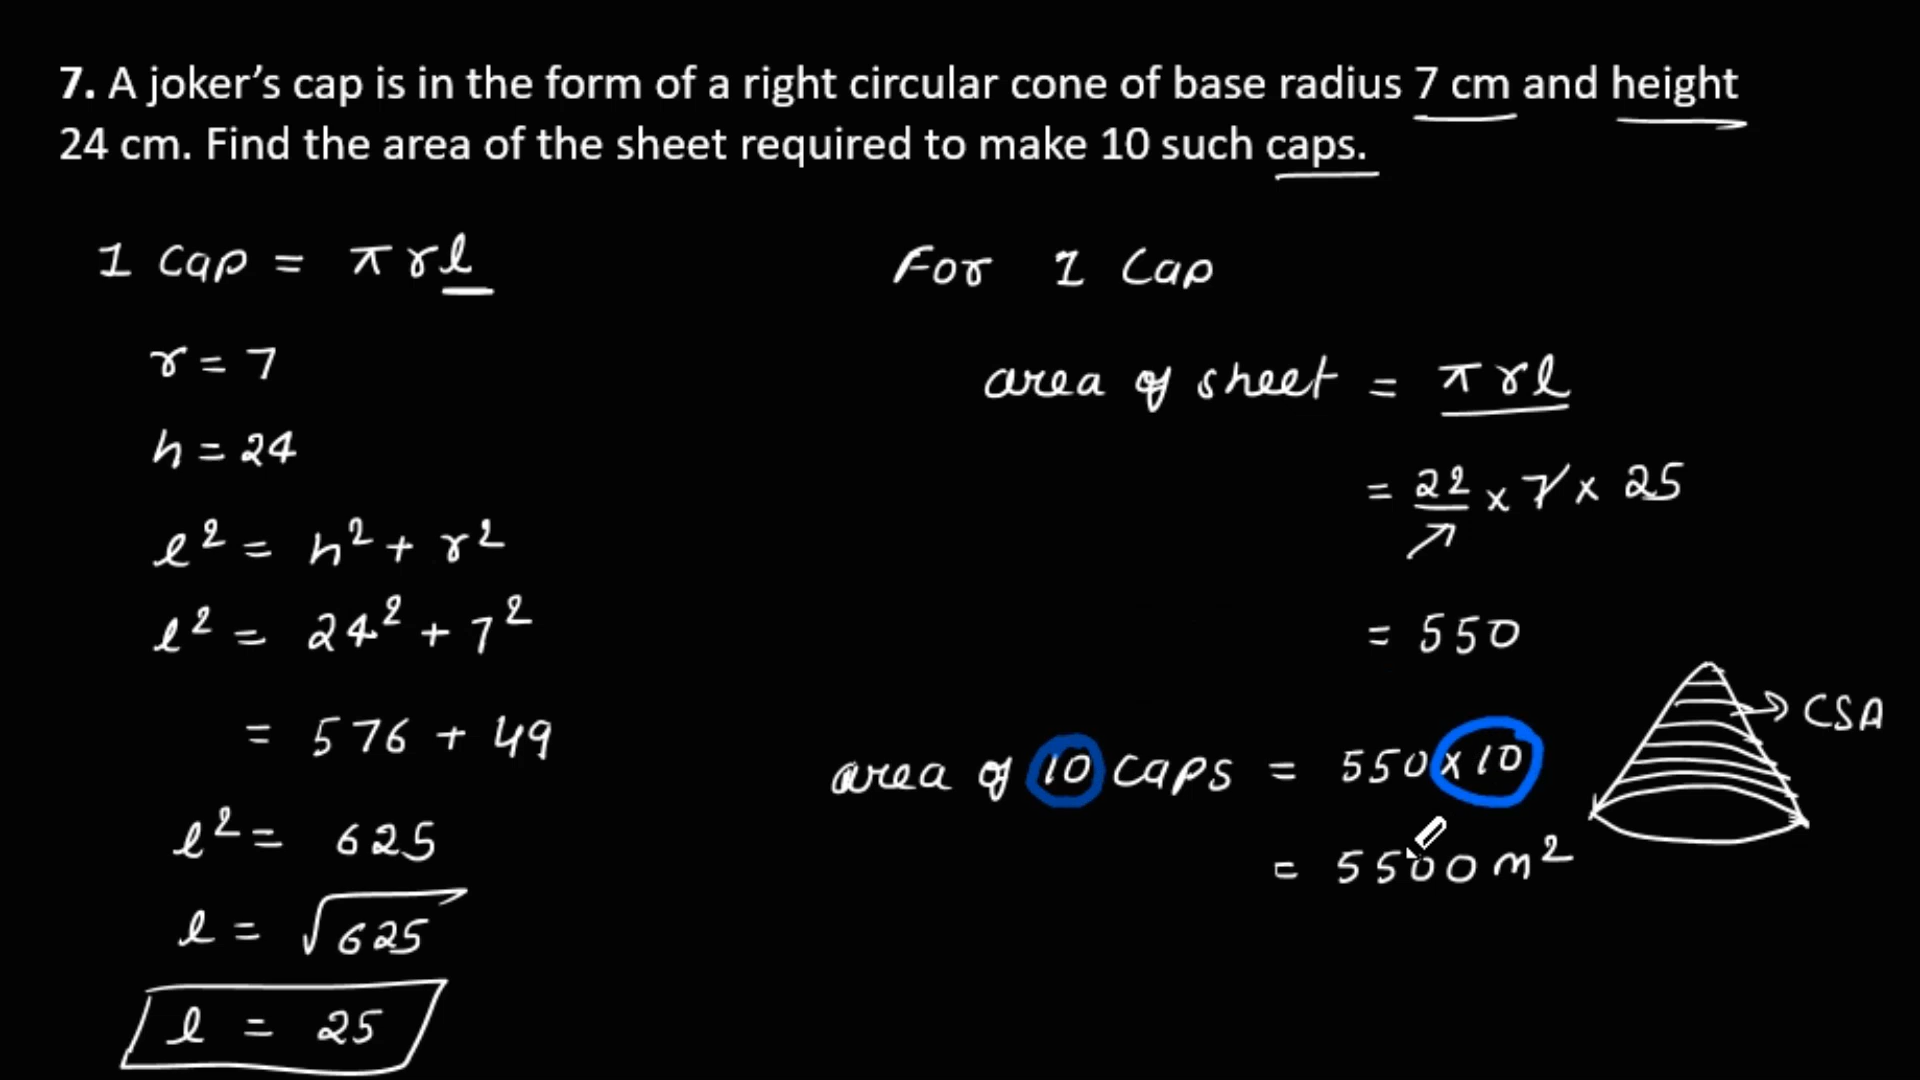 7. A joker’s cap is in the form of a right circular cone of base radius 7 cm and height
24 cm. Find the area of the sheet required to make 10 such caps.
1 Cap = πrl
r = 7
h = 24
l² = h² + r²
l² = 24² + 7²
= 576 + 49
l² = 625
l = √625
l = 25
For 1 Cap
area of sheet = πrl
= 22/7 × 7 × 25
= 550
area of 10 caps = 550 × 10
= 5500 m²
CSA